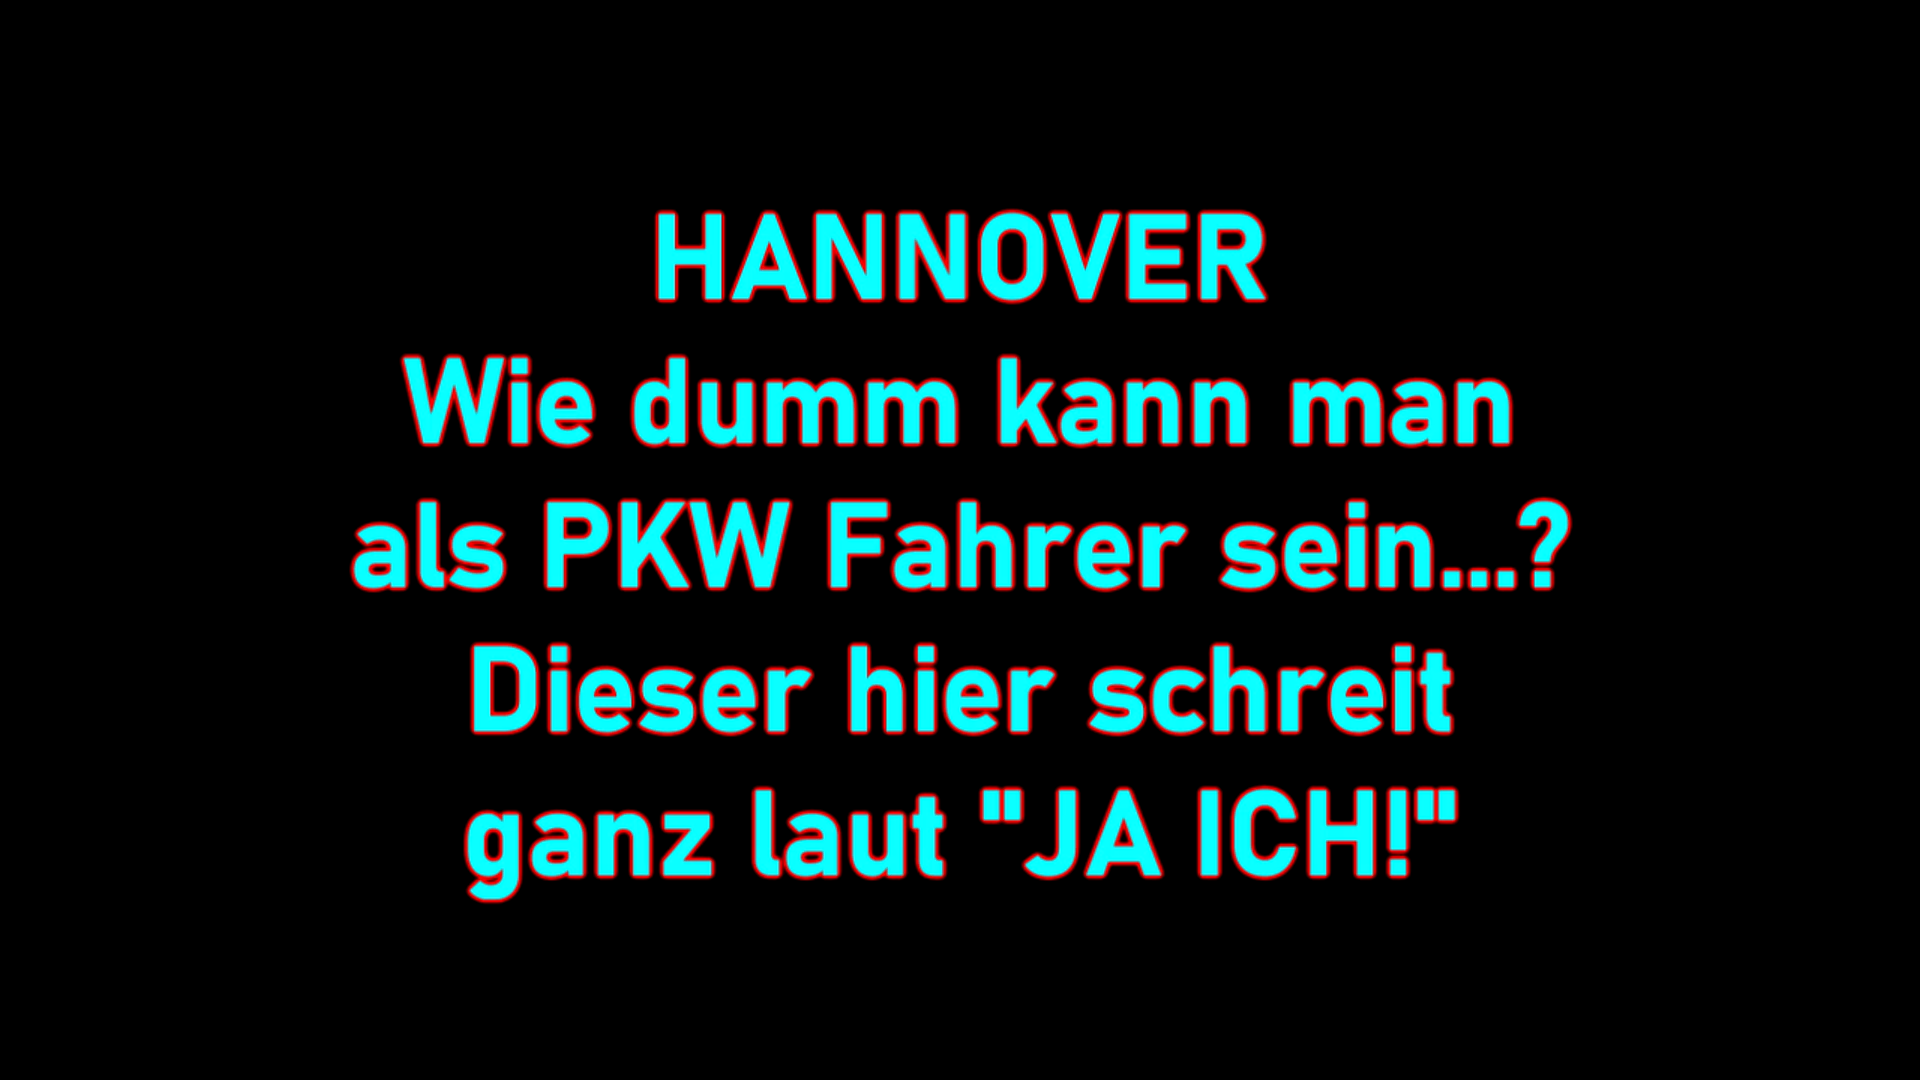 HANNOVER
Wie dumm kann man
als PKW Fahrer sein...?
Dieser hier schreit
ganz laut "JA ICH!"